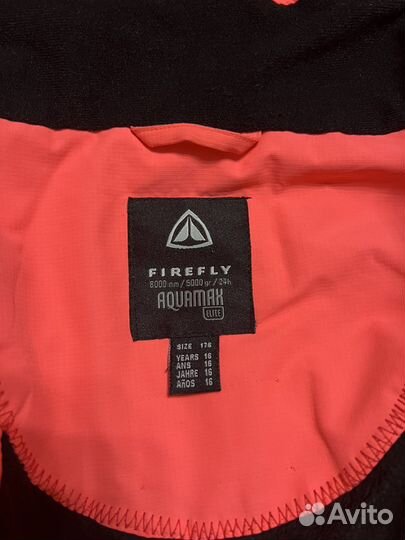 FIREFLY
8000 mm / 5000 gr / 24h
AQUAMAX
ELITE
SIZE 176
YEARS 16
ANS 16
JAHRE 16
AÑOS 16
Avito